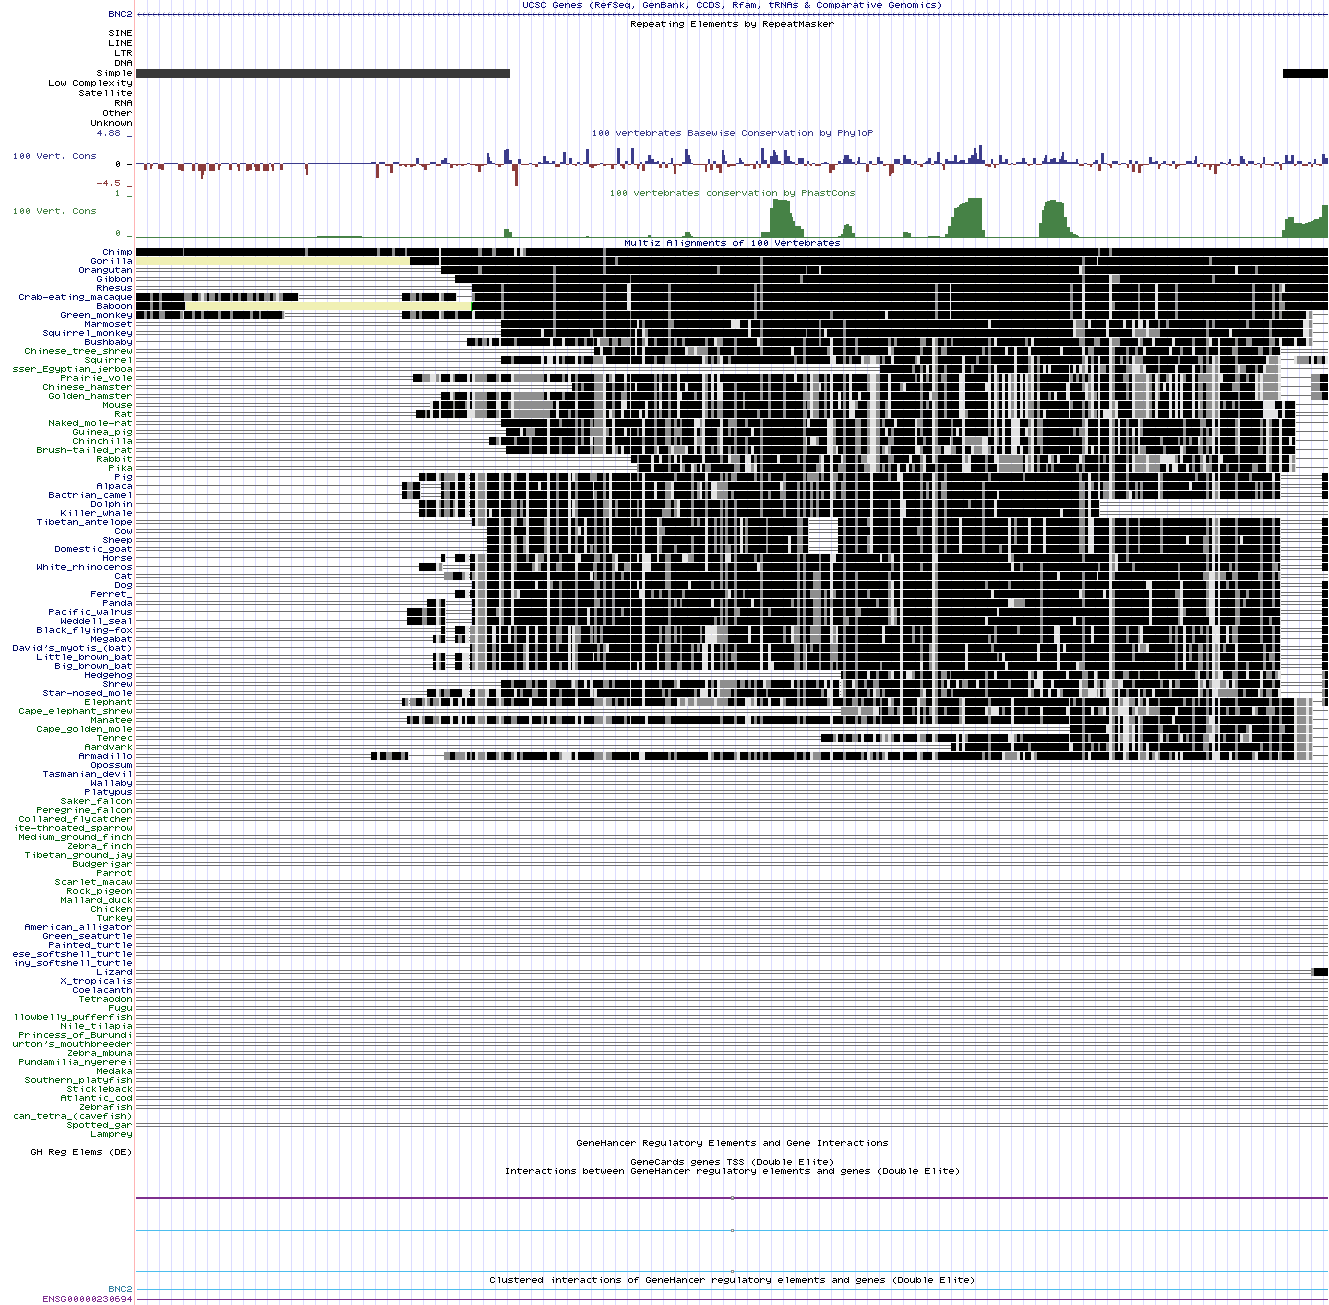 UCSC Genes (RefSeq, GenBank, CCDS, Rfam, tRNAs & Comparative Genomics)
BNC2
Repeating Elements by RepeatMasker
SINE
LINE
LTR
DNA
Simple
Low Complexity
Satellite
RNA
Other
Unknown
4.88 _
100 vertebrates Basewise Conservation by PhyloP
100 Vert. Cons
0 _
-4.5 _
100 vertebrates conservation by PhastCons
1 _
100 Vert. Cons
0 _
Multiz Alignments of 100 Vertebrates
Chimp
Gorilla
Orangutan
Gibbon
Rhesus
Crab-eating_macaque
Baboon
Green_monkey
Marmoset
Squirrel_monkey
Bushbaby
Chinese_tree_shrew
Squirrel
sser_Egyptian_jerboa
Prairie_vole
Chinese_hamster
Golden_hamster
Mouse
Rat
Naked_mole-rat
Guinea_pig
Chinchilla
Brush-tailed_rat
Rabbit
Pika
Pig
Alpaca
Bactrian_camel
Dolphin
Killer_whale
Tibetan_antelope
Cow
Sheep
Domestic_goat
Horse
White_rhinoceros
Cat
Dog
Ferret_
Panda
Pacific_walrus
Weddell_seal
Black_flying-fox
Megabat
David's_myotis_(bat)
Little_brown_bat
Big_brown_bat
Hedgehog
Shrew
Star-nosed_mole
Elephant
Cape_elephant_shrew
Manatee
Cape_golden_mole
Tenrec
Aardvark
Armadillo
Opossum
Tasmanian_devil
Wallaby
Platypus
Saker_falcon
Peregrine_falcon
Collared_flycatcher
ite-throated_sparrow
Medium_ground_finch
Zebra_finch
Tibetan_ground_jay
Budgerigar
Parrot
Scarlet_macaw
Rock_pigeon
Mallard_duck
Chicken
Turkey
American_alligator
Green_seaturtle
Painted_turtle
ese_softshell_turtle
iny_softshell_turtle
Lizard
X_tropicalis
Coelacanth
Tetraodon
Fugu
llowbelly_pufferfish
Nile_tilapia
Princess_of_Burundi
urton's_mouthbreeder
Zebra_mbuna
Pundamilia_nyererei
Medaka
Southern_platyfish
Stickleback
Atlantic_cod
Zebrafish
can_tetra_(cavefish)
Spotted_gar
Lamprey
GeneHancer Regulatory Elements and Gene Interactions
GH Reg Elems (DE)
GeneCards genes TSS (Double Elite)
Interactions between GeneHancer regulatory elements and genes (Double Elite)
Clustered interactions of GeneHancer regulatory elements and genes (Double Elite)
BNC2
ENSG00000230694